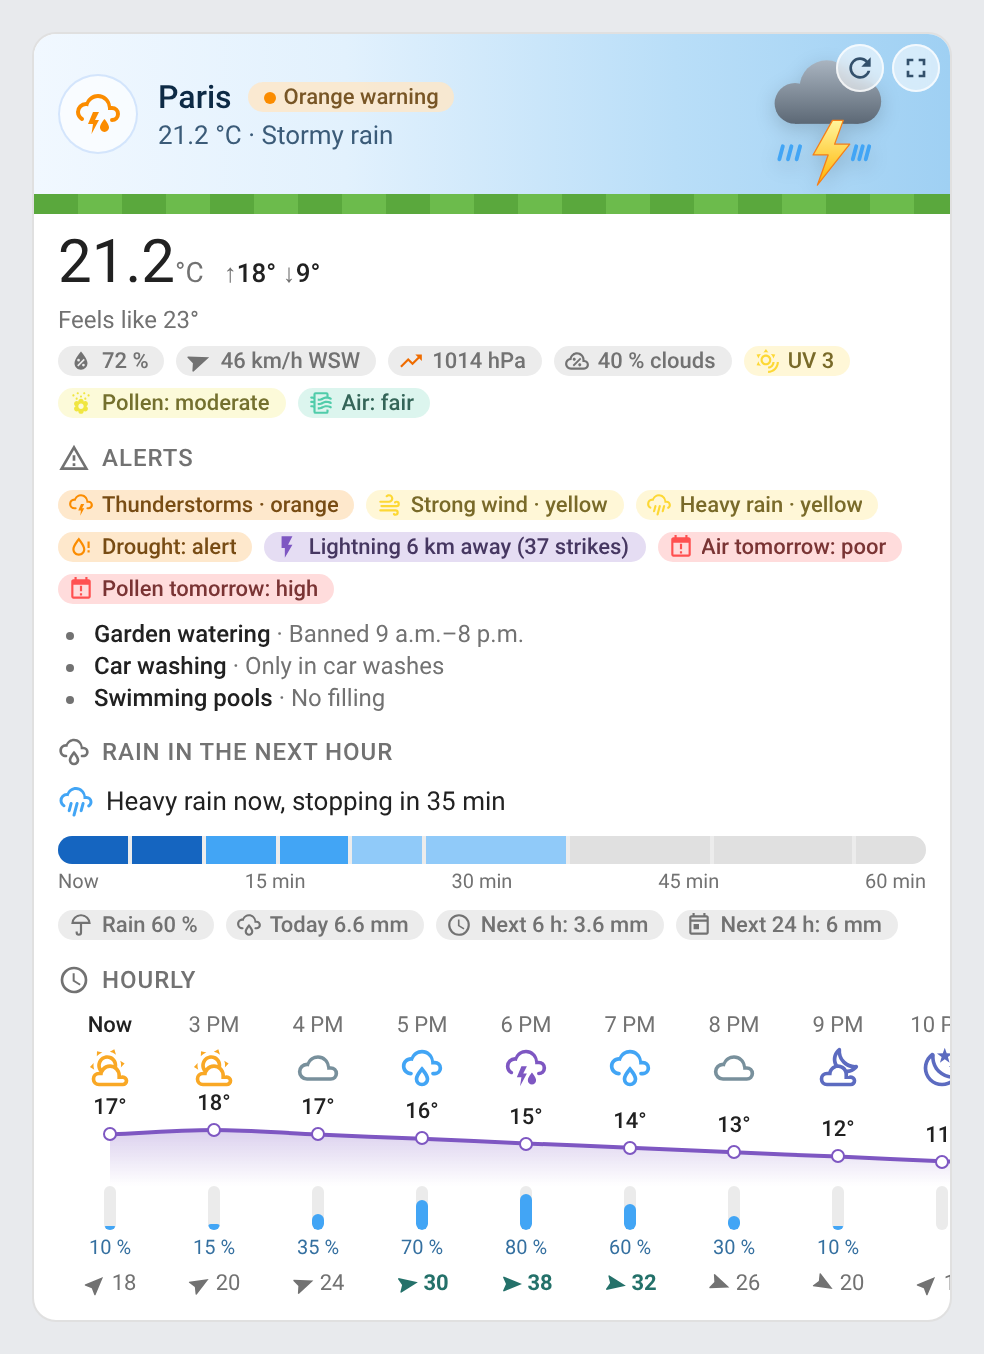 Paris Orange warning
21.2 °C · Stormy rain
21.2 °C ↑18° ↓9°
Feels like 23°
72 % 46 km/h WSW 1014 hPa 40 % clouds UV 3
Pollen: moderate Air: fair
ALERTS
Thunderstorms · orange Strong wind · yellow Heavy rain · yellow
Drought: alert Lightning 6 km away (37 strikes) Air tomorrow: poor
Pollen tomorrow: high
• Garden watering · Banned 9 a.m.–8 p.m.
• Car washing · Only in car washes
• Swimming pools · No filling
RAIN IN THE NEXT HOUR
Heavy rain now, stopping in 35 min
Now 15 min 30 min 45 min 60 min
Rain 60 % Today 6.6 mm Next 6 h: 3.6 mm Next 24 h: 6 mm
HOURLY
Now 3 PM 4 PM 5 PM 6 PM 7 PM 8 PM 9 PM 10
17° 18° 17° 16° 15° 14° 13° 12° 11
10 % 15 % 35 % 70 % 80 % 60 % 30 % 10 %
18 20 24 30 38 32 26 20